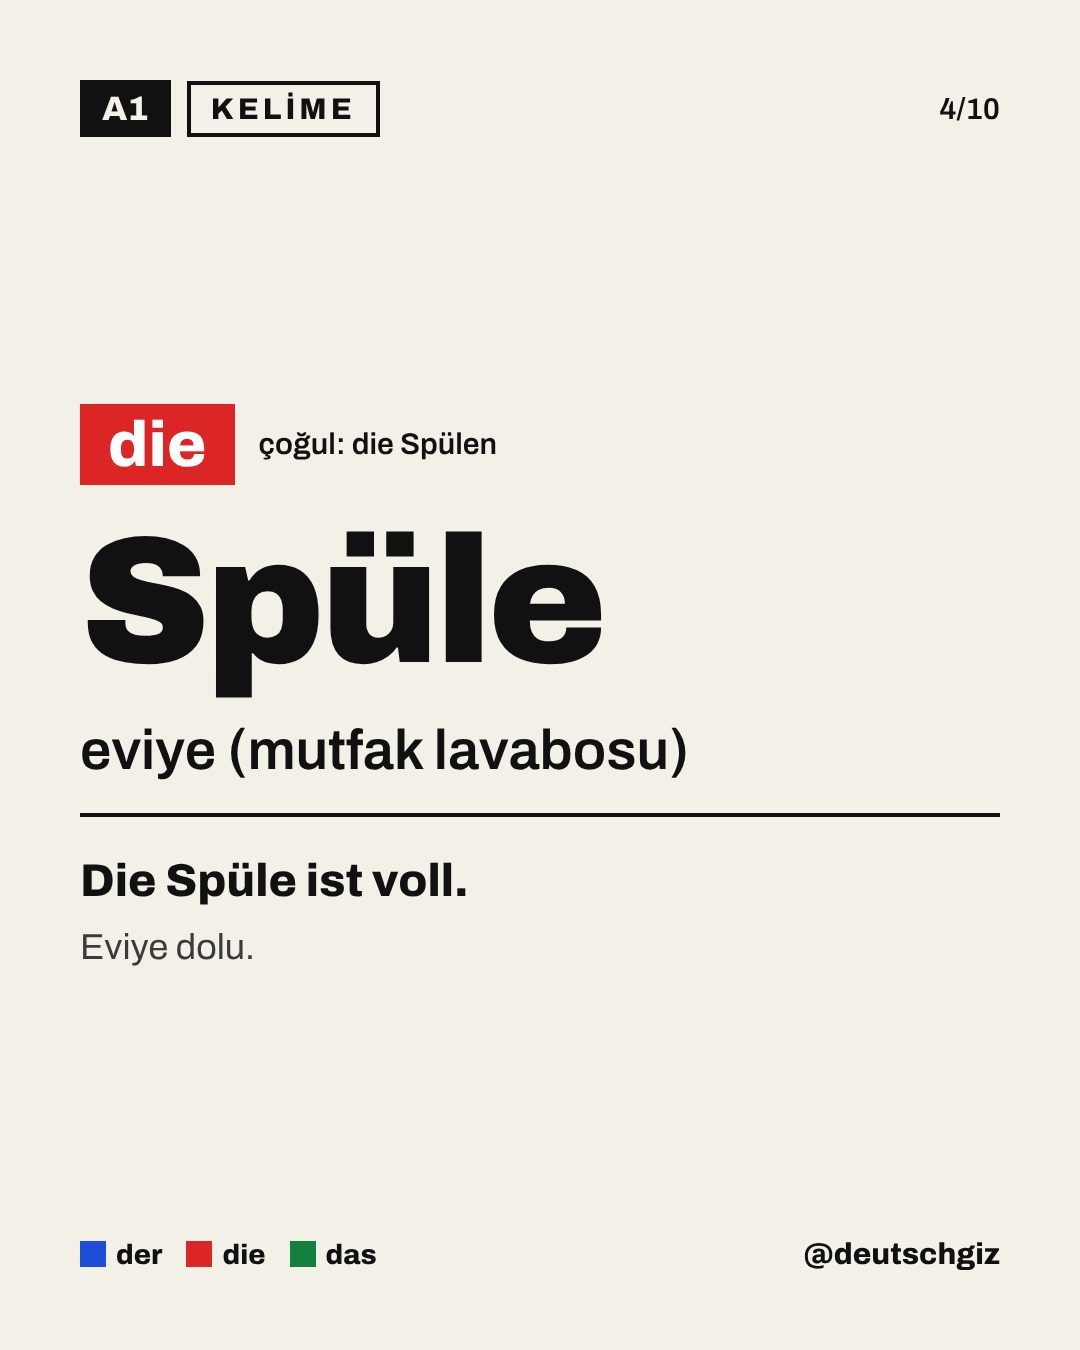 A1 KELİME 4/10
die çoğul: die Spülen
Spüle
eviye (mutfak lavabosu)
Die Spüle ist voll.
Eviye dolu.
der die das @deutschgiz